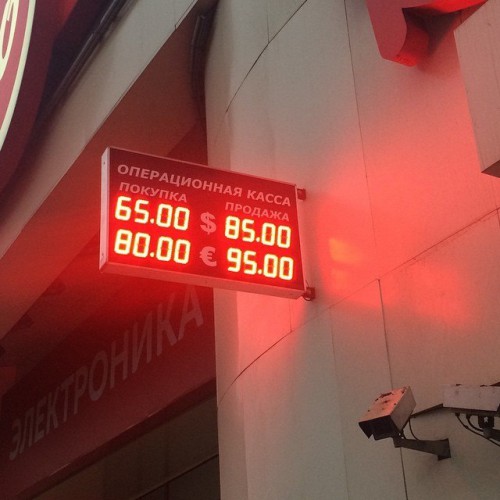 ОПЕРАЦИОННАЯ КАССА
ПОКУПКА ПРОДАЖА
65.00 $ 85.00
80.00 € 95.00
ЭЛЕКТРОНИКА